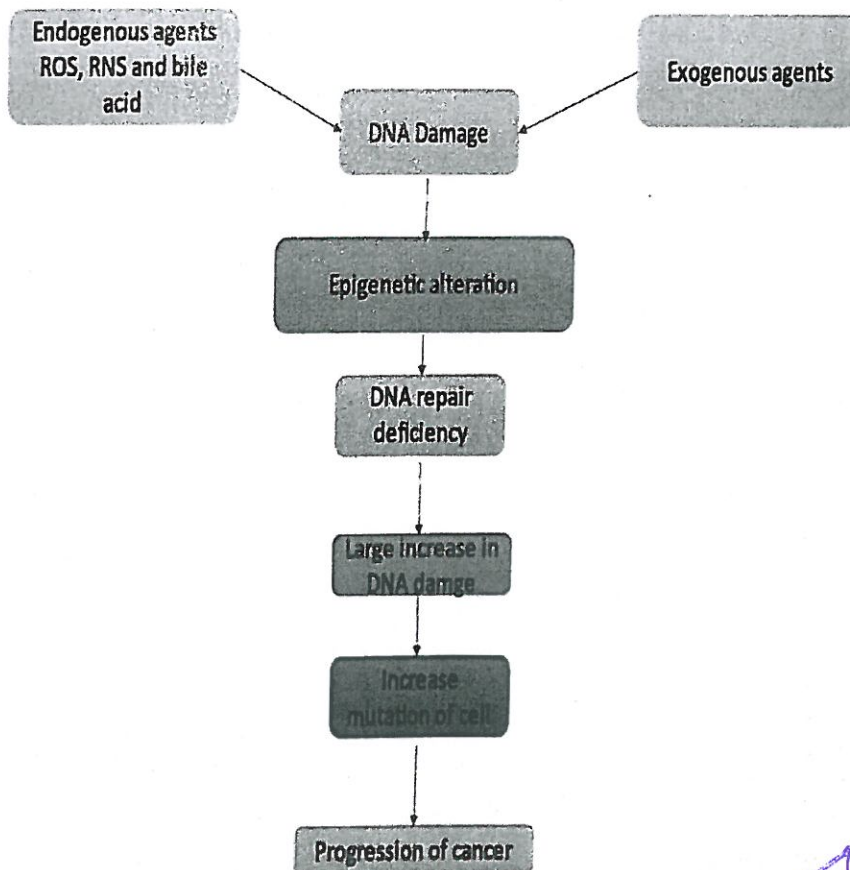 Endogenous agents
ROS, RNS and bile
acid
Exogenous agents
DNA Damage
Epigenetic alteration
DNA repair
deficiency
Large increase in
DNA damge
Increase
mutation of cell
Progression of cancer